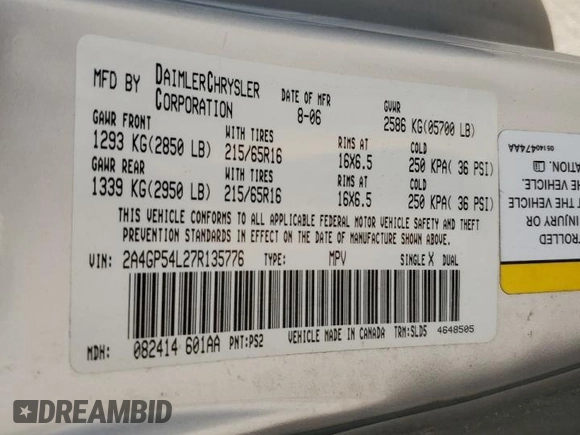 MFD BY DAIMLERCHRYSLER CORPORATION DATE OF MFR 8-06 GVWR 2586 KG(05700 LB)
GAWR FRONT WITH TIRES RIMS AT COLD
1293 KG(2850 LB) 215/65R16 16X6.5 250 KPA( 36 PSI)
GAWR REAR WITH TIRES RIMS AT COLD
1339 KG(2950 LB) 215/65R16 16X6.5 250 KPA( 36 PSI)
THIS VEHICLE CONFORMS TO ALL APPLICABLE FEDERAL MOTOR VEHICLE SAFETY AND THEFT
PREVENTION STANDARDS IN EFFECT ON THE DATE OF MANUFACTURE SHOWN ABOVE.
VIN: 2A4GP54L27R135776 TYPE: MPV SINGLE X DUAL
VEHICLE MADE IN CANADA TRM:SLD5 4648505
MDH: 082414 601AA PNT:PS2
05140474AA
ATION.
THE VEHICLE.
OF THE VEHICLE
INJURY OR
TROLLED
DREAMBID